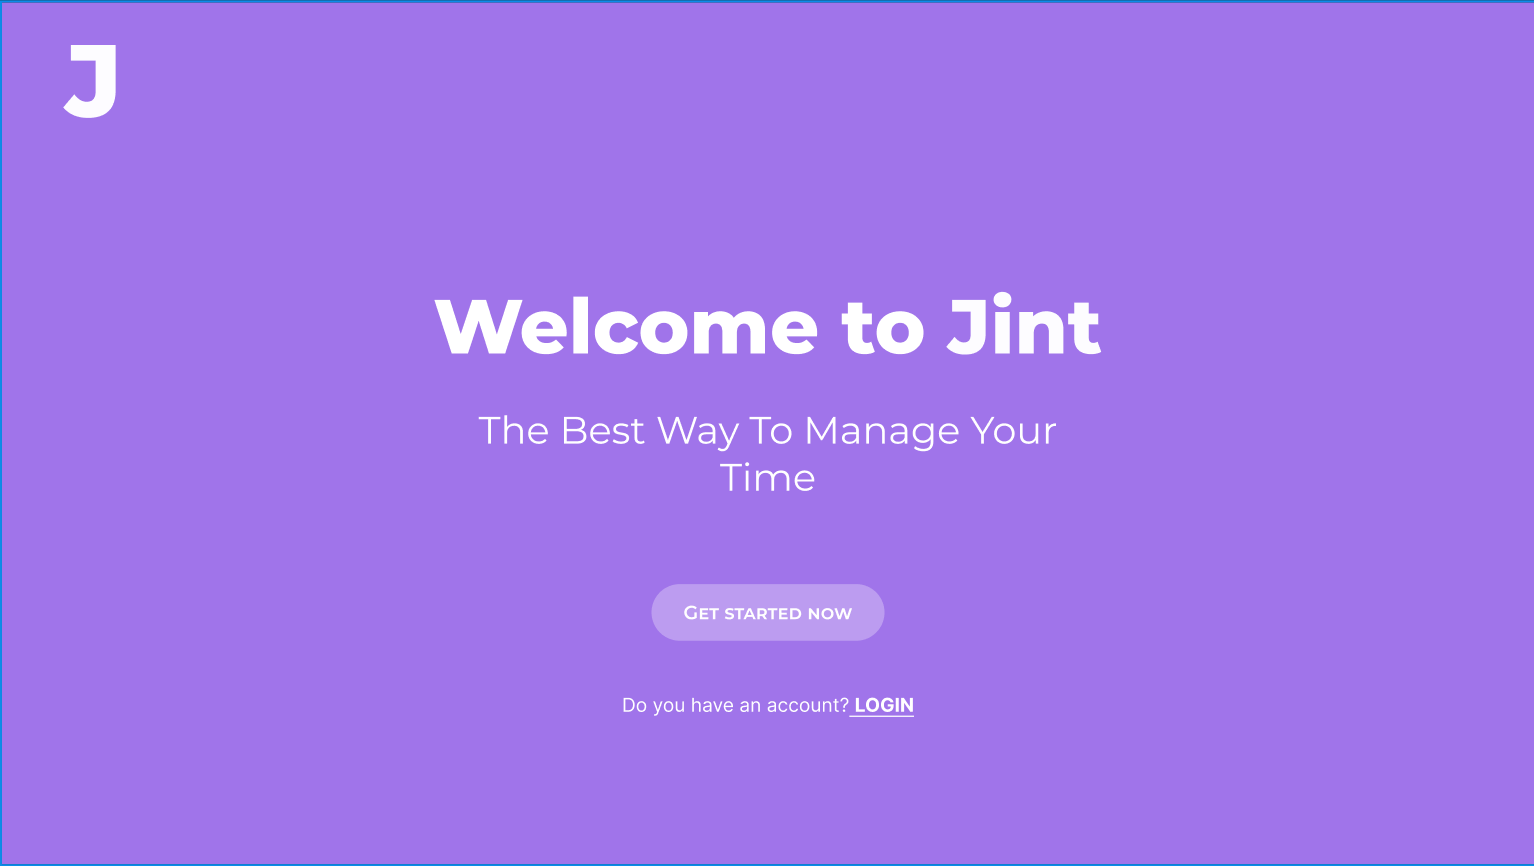 J
Welcome to Jint
The Best Way To Manage Your
Time
Get started now
Do you have an account? LOGIN